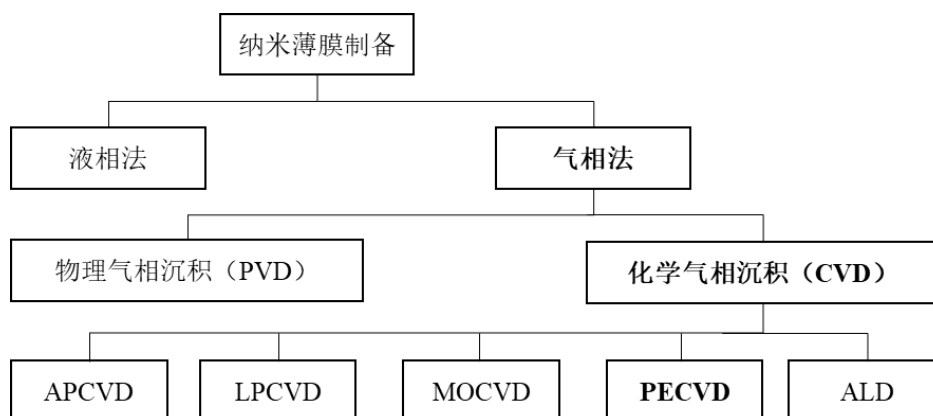 纳米薄膜制备
液相法
气相法
物理气相沉积（PVD）
化学气相沉积（CVD）
APCVD
LPCVD
MOCVD
PECVD
ALD